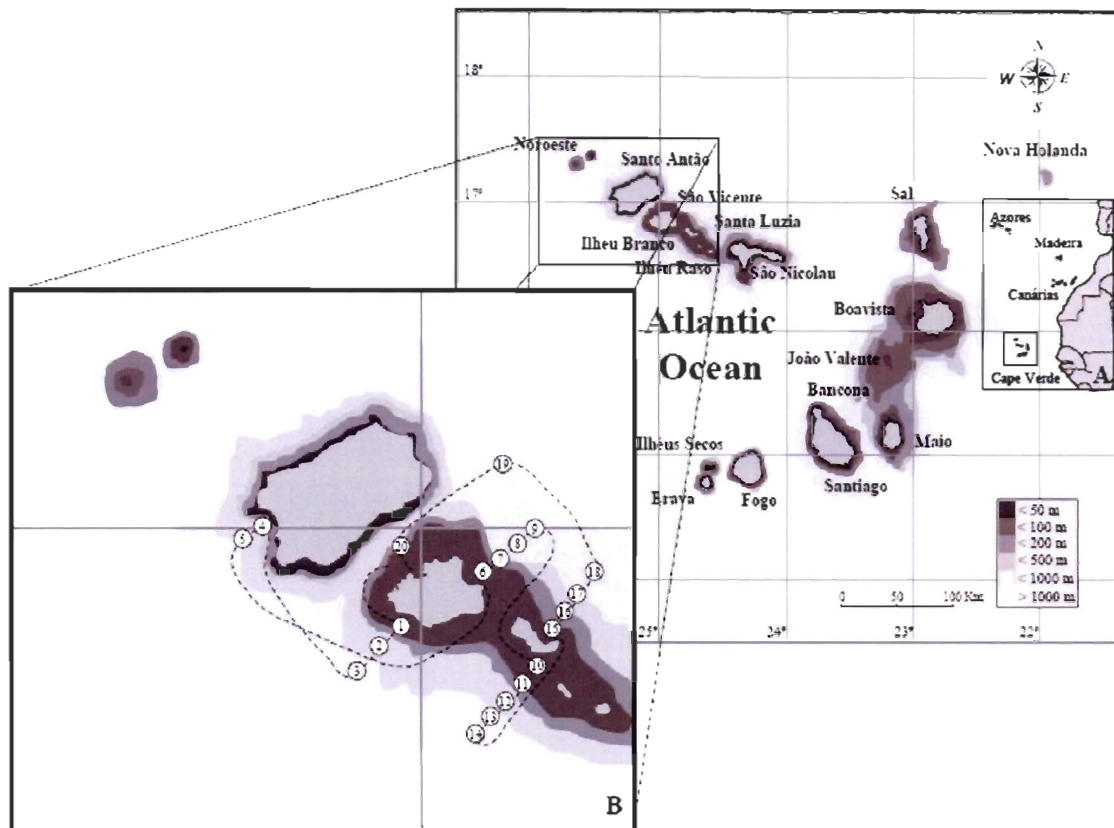 N
W E
S
18°
Noroeste
Santo Antão
Nova Holanda
17°
São Vicente
Sal
Santa Luzia
Azores
Madeira
Ilheu Branco
Ilheu Raso
São Nicolau
Canárias
Boavista
Atlantic
Ocean
João Valente
Cape Verde
A
Bancona
Ilhéus Secos
Maio
Brava
Fogo
Santiago
< 50 m
< 100 m
< 200 m
< 500 m
< 1000 m
> 1000 m
0 50 100 Km
25° 24° 23° 22°
19
4
5
20
9
8
7
6
18
17
16
15
1
2
3
10
11
12
13
14
B